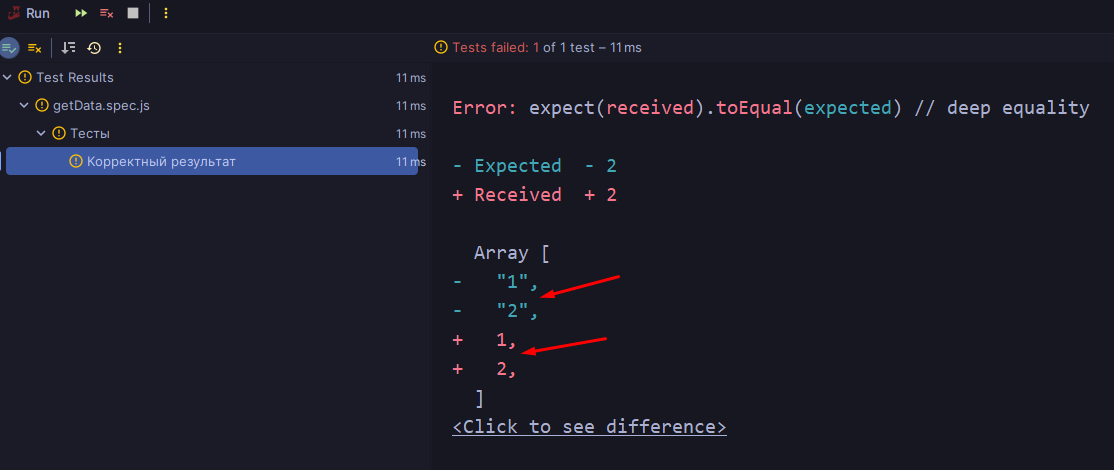 Run
Tests failed: 1 of 1 test – 11 ms
Test Results 11 ms
getData.spec.js 11 ms
Тесты 11 ms
Корректный результат 11 ms
Error: expect(received).toEqual(expected) // deep equality
- Expected - 2
+ Received + 2
Array [
- "1",
- "2",
+ 1,
+ 2,
]
<Click to see difference>